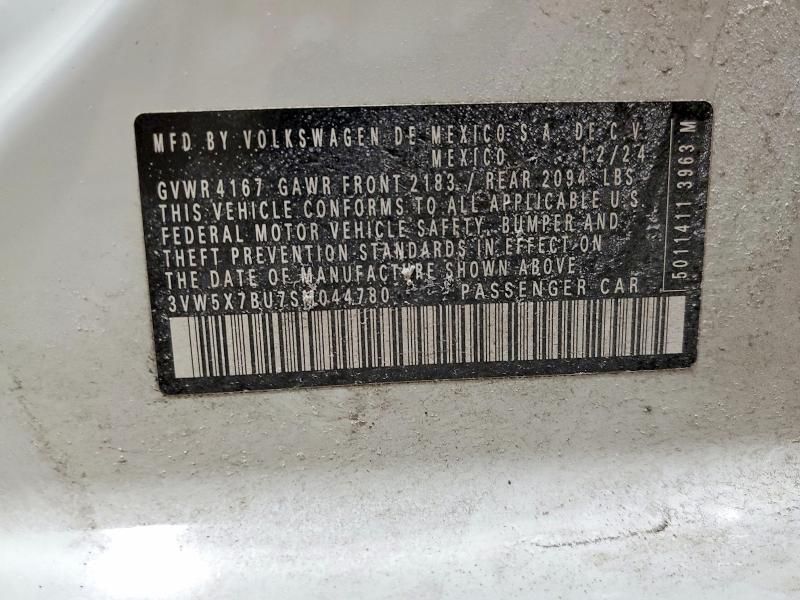 MFD BY VOLKSWAGEN DE MEXICO S.A. DE C.V.
MEXICO 12/24
GVWR 4167 GAWR FRONT 2183 / REAR 2094 LBS
THIS VEHICLE CONFORMS TO ALL APPLICABLE U.S.
FEDERAL MOTOR VEHICLE SAFETY, BUMPER AND
THEFT PREVENTION STANDARDS IN EFFECT ON
THE DATE OF MANUFACTURE SHOWN ABOVE.
3VW5X7BU7SM044780 PASSENGER CAR
5011411 3963 M